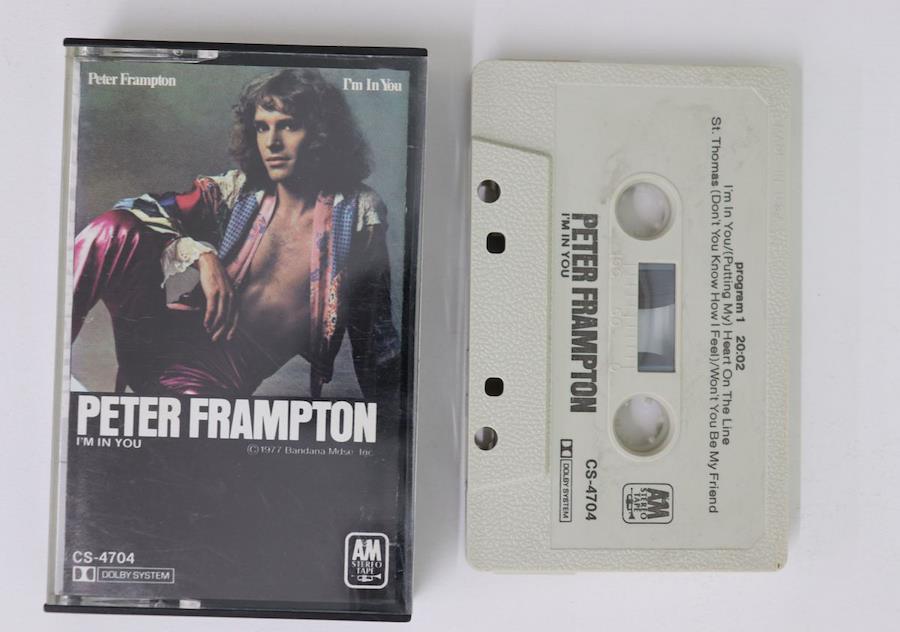 Peter Frampton
I'm In You
PETER FRAMPTON
I'M IN YOU
©1977 Bandana Mdse. Inc.
CS-4704
DOLBY SYSTEM
A&M
STEREO
TAPE
program 1 20:02
I'm In You/(Putting My) Heart On The Line
St. Thomas (Don't You Know How I Feel)/Won't You Be My Friend
PETER FRAMPTON
I'M IN YOU
CS-4704
DOLBY SYSTEM
A&M
STEREO
TAPE